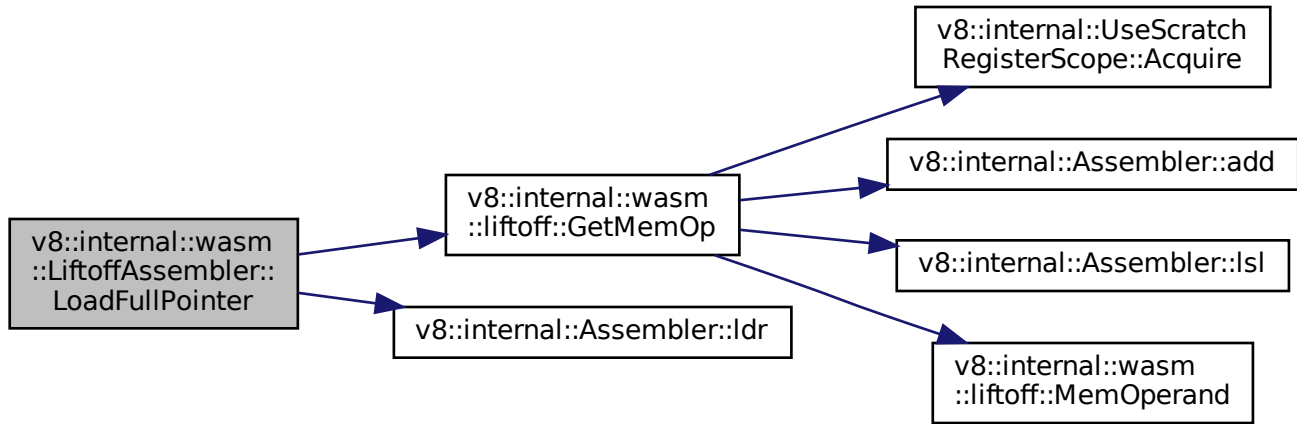 v8::internal::wasm
::LiftoffAssembler::
LoadFullPointer
v8::internal::wasm
::liftoff::GetMemOp
v8::internal::Assembler::ldr
v8::internal::UseScratch
RegisterScope::Acquire
v8::internal::Assembler::add
v8::internal::Assembler::lsl
v8::internal::wasm
::liftoff::MemOperand